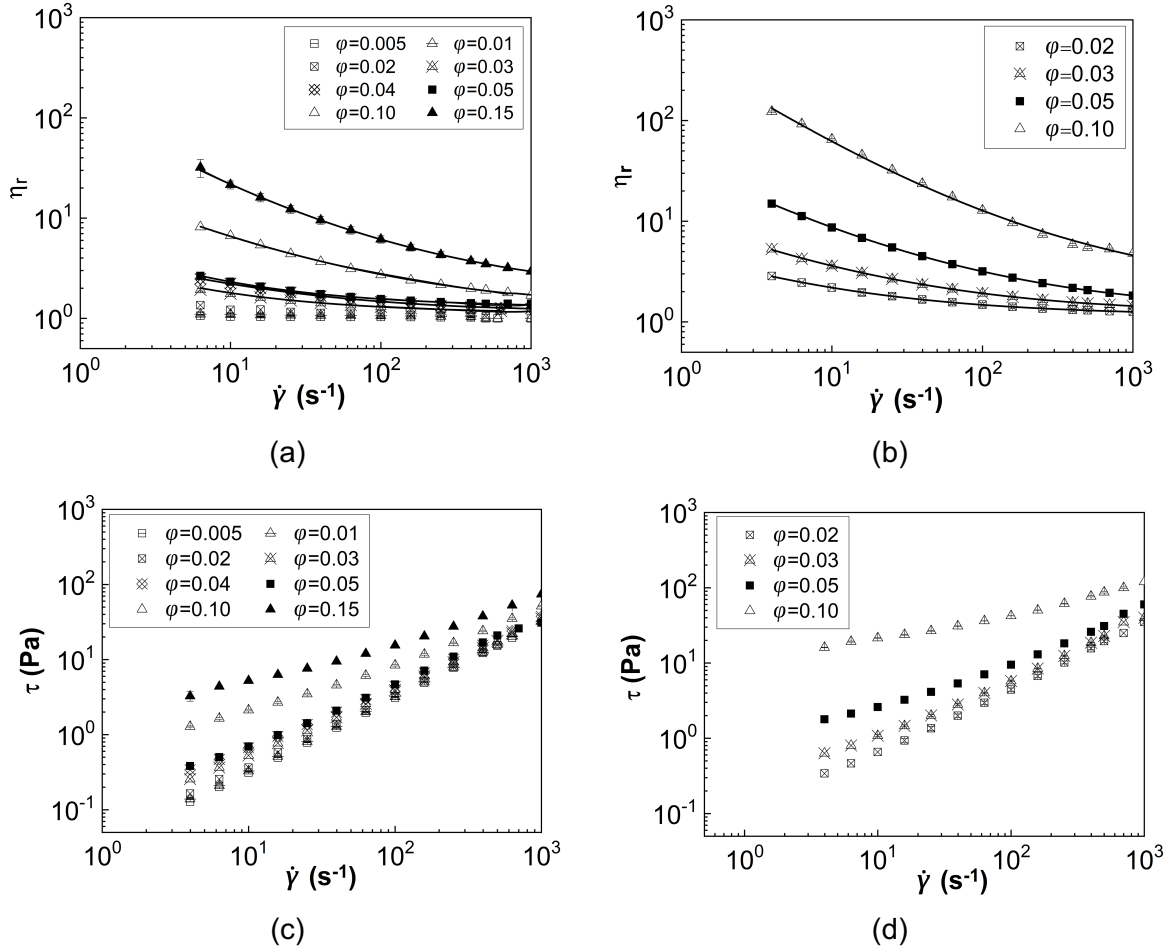 10³
φ=0.005 φ=0.01
φ=0.02 φ=0.03
φ=0.04 φ=0.05
φ=0.10 φ=0.15
10²
10¹
10⁰
ηr
10⁰ 10¹ 10² 10³
γ̇ (s⁻¹)
(a)
10³
φ=0.02
φ=0.03
φ=0.05
φ=0.10
10²
10¹
10⁰
ηr
10⁰ 10¹ 10² 10³
γ̇ (s⁻¹)
(b)
10³
φ=0.005 φ=0.01
φ=0.02 φ=0.03
φ=0.04 φ=0.05
φ=0.10 φ=0.15
10²
10¹
10⁰
10⁻¹
τ (Pa)
10⁰ 10¹ 10² 10³
γ̇ (s⁻¹)
(c)
10³
φ=0.02
φ=0.03
φ=0.05
φ=0.10
10²
10¹
10⁰
10⁻¹
τ (Pa)
10⁰ 10¹ 10² 10³
γ̇ (s⁻¹)
(d)